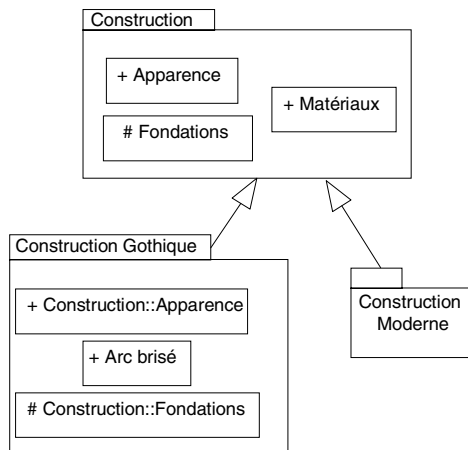 Construction
+ Apparence
+ Matériaux
# Fondations
Construction Gothique
+ Construction::Apparence
+ Arc brisé
# Construction::Fondations
Construction
Moderne